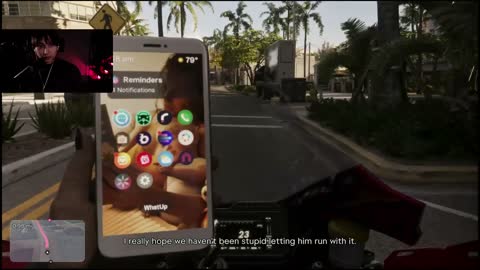 79°
Reminders
Notifications
WhatUp
23
I really hope we haven't been stupid letting him run with it.